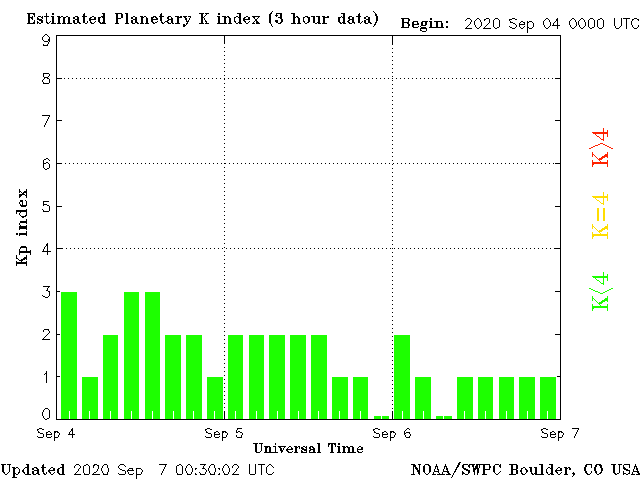 Estimated Planetary K index (3 hour data)
Begin: 2020 Sep 04 0000 UTC
9
8
7
6
5
4
3
2
1
0
Kp index
K>4
K=4
K<4
Sep 4
Sep 5
Sep 6
Sep 7
Universal Time
Updated 2020 Sep 7 00:30:02 UTC
NOAA/SWPC Boulder, CO USA